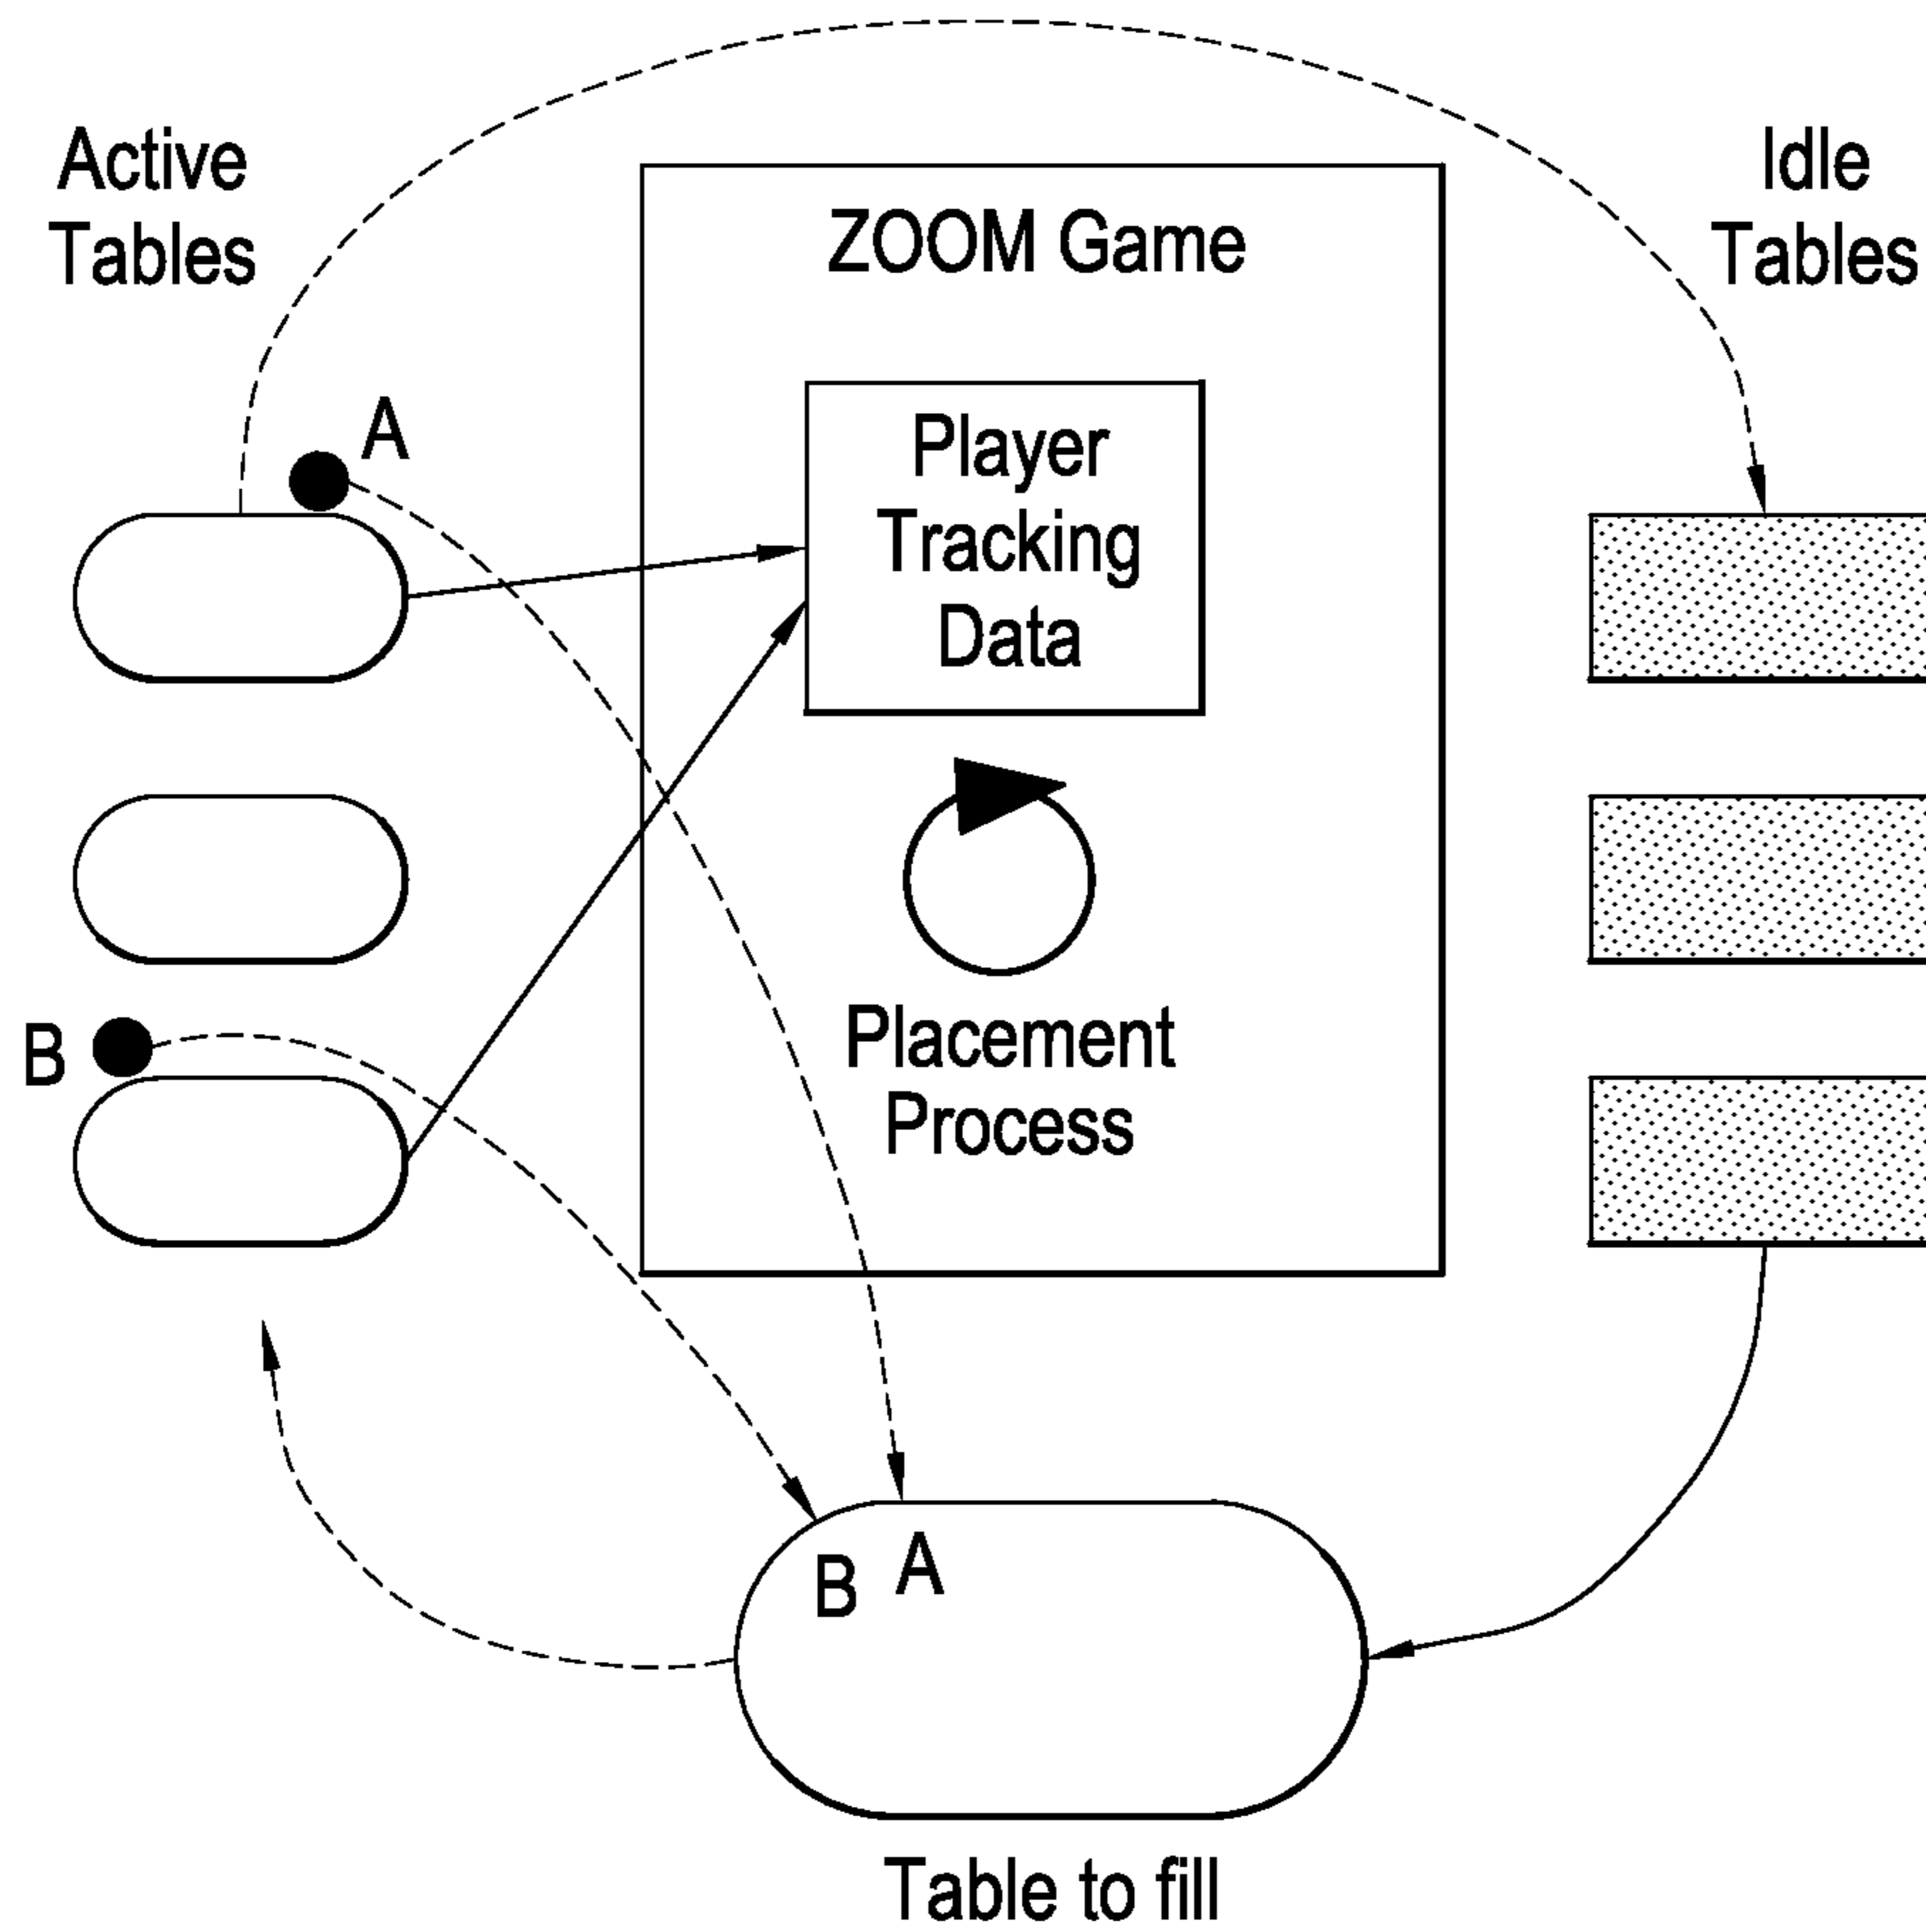 Active
Tables
ZOOM Game
Idle
Tables
A
Player
Tracking
Data
B
Placement
Process
B
A
Table to fill